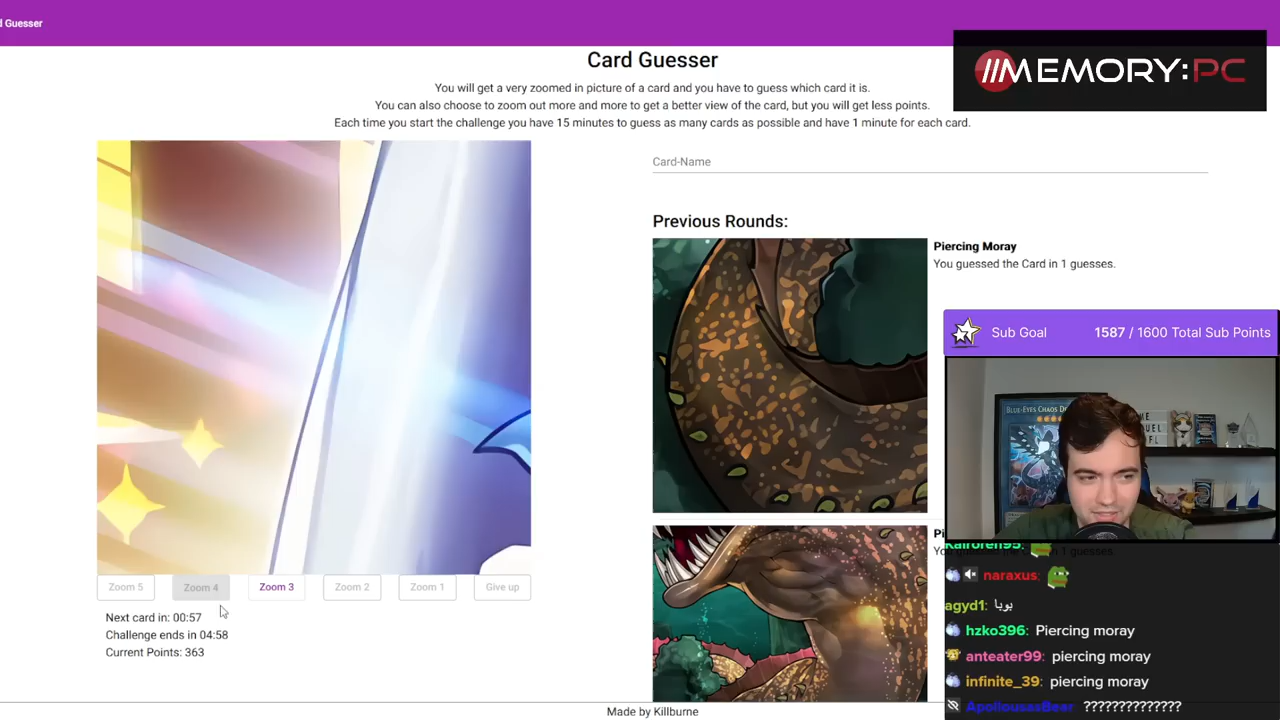 d Guesser
//MEMORY:PC
Card Guesser
You will get a very zoomed in picture of a card and you have to guess which card it is.
You can also choose to zoom out more and more to get a better view of the card, but you will get less points.
Each time you start the challenge you have 15 minutes to guess as many cards as possible and have 1 minute for each card.
Card-Name
Previous Rounds:
Piercing Moray
You guessed the Card in 1 guesses.
Sub Goal 1587 / 1600 Total Sub Points
BLUE-EYES CHAOS
Zoom 5 Zoom 4 Zoom 3 Zoom 2 Zoom 1 Give up
Next card in: 00:57
Challenge ends in 04:58
Current Points: 363
Kairoren95:
naraxus:
agyd1: بوبا
hzko396: Piercing moray
anteater99: piercing moray
infinite_39: piercing moray
ApollousasBeer ??????????????
Made by Killburne